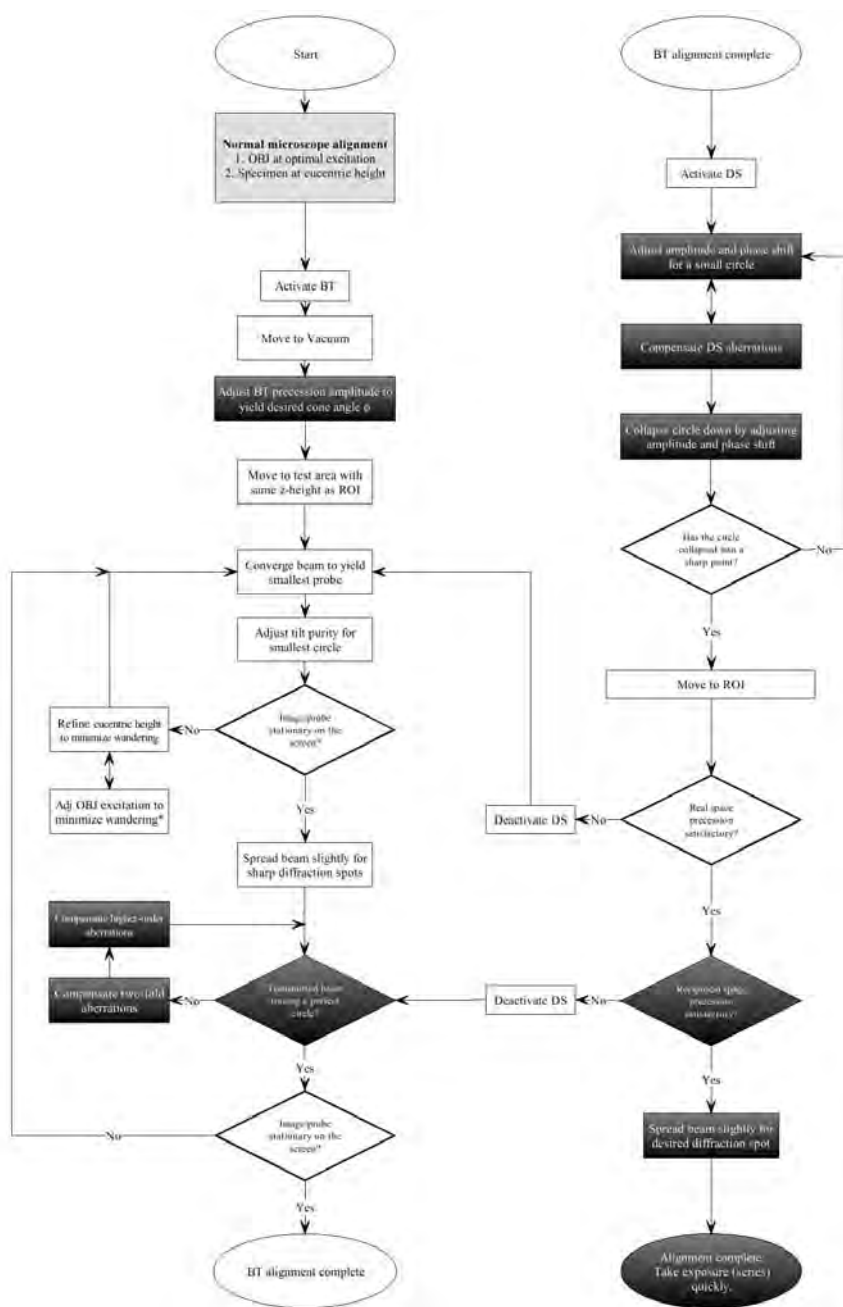 Start
Normal microscope alignment
1. OBJ at optimal excitation
2. Specimen at eucentric height
Activate BT
Move to Vacuum
Adjust BT precession amplitude to
yield desired cone angle φ
Move to test area with
same z-height as ROI
Converge beam to yield
smallest probe
Adjust tilt purity for
smallest circle
Image/probe
stationary on the
screen?
No
Refine eucentric height
to minimize wandering
Adj OBJ excitation to
minimize wandering*
Yes
Spread beam slightly for
sharp diffraction spots
Compensate higher-order
aberrations
Compensate two-fold
aberrations
No
Transmitted beam
tracing a perfect
circle?
Yes
No
Image/probe
stationary on the
screen?
Yes
BT alignment complete
BT alignment complete
Activate DS
Adjust amplitude and phase shift
for a small circle
Compensate DS aberrations
Collapse circle down by adjusting
amplitude and phase shift
Has the circle
collapsed into a
sharp point?
No
Yes
Move to ROI
Real space
precession
satisfactory?
No
Deactivate DS
Yes
Reciprocal space
precession
satisfactory?
No
Deactivate DS
Yes
Spread beam slightly for
desired diffraction spot
Alignment complete.
Take exposure (series)
quickly.